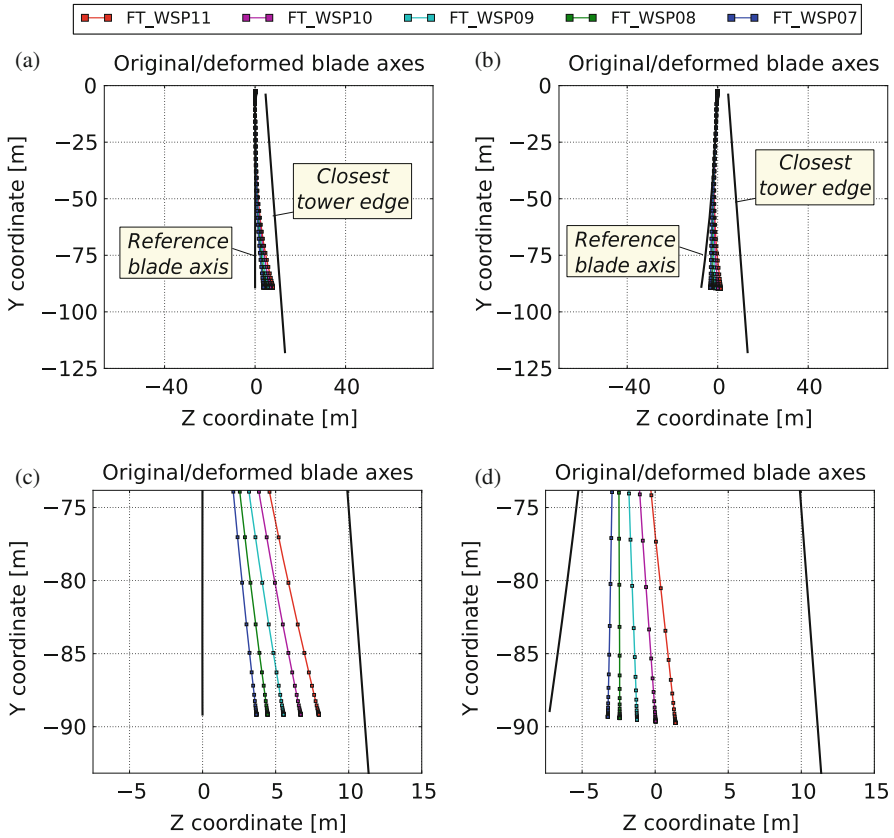 FT_WSP11 FT_WSP10 FT_WSP09 FT_WSP08 FT_WSP07
(a) Original/deformed blade axes
Y coordinate [m]
0
−25
−50
−75
−100
−125
Closest
tower edge
Reference
blade axis
−40 0 40
Z coordinate [m]
(b) Original/deformed blade axes
Y coordinate [m]
0
−25
−50
−75
−100
−125
Closest
tower edge
Reference
blade axis
−40 0 40
Z coordinate [m]
(c) Original/deformed blade axes
Y coordinate [m]
−75
−80
−85
−90
−5 0 5 10 15
Z coordinate [m]
(d) Original/deformed blade axes
Y coordinate [m]
−75
−80
−85
−90
−5 0 5 10 15
Z coordinate [m]